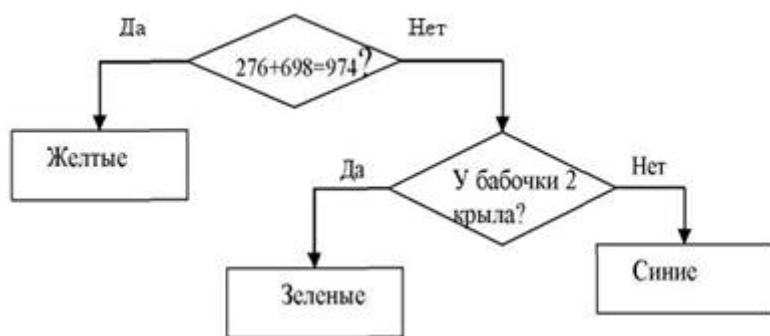 Да
Нет
276+698=974?
Желтые
Да
У бабочки 2
крыла?
Нет
Зеленые
Синие